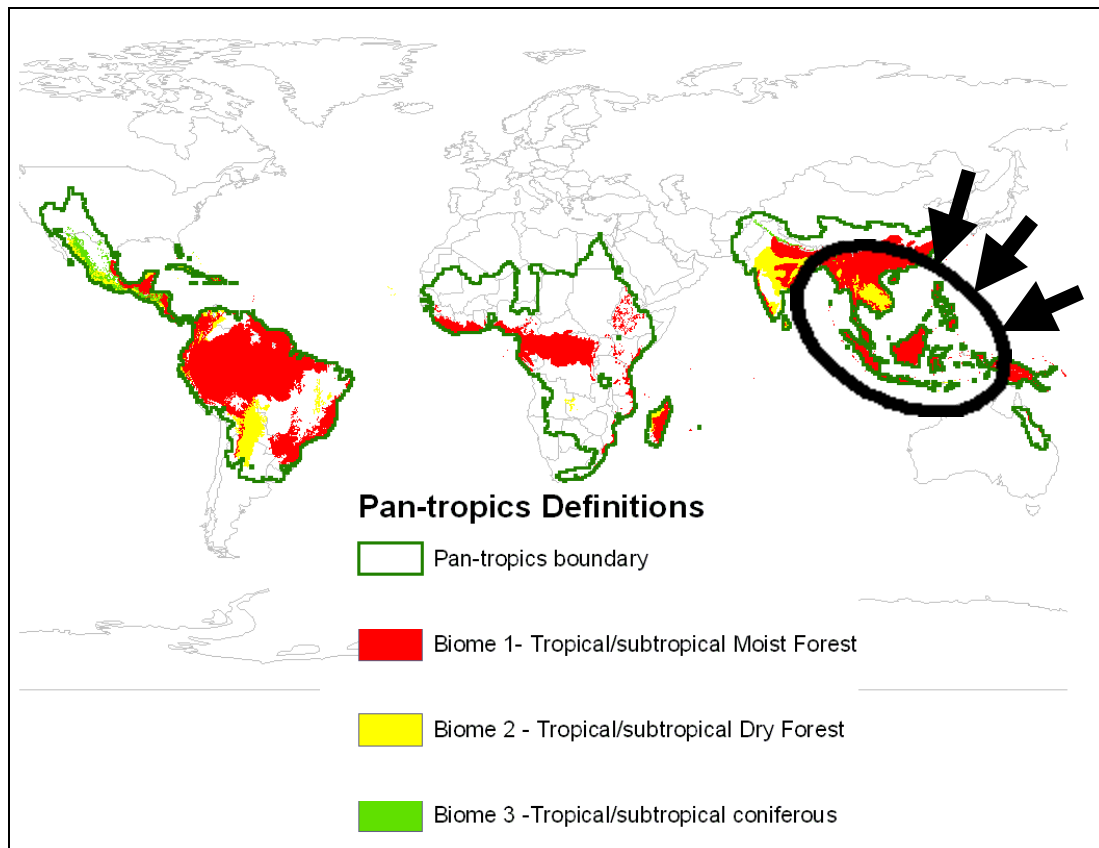 Pan-tropics Definitions
Pan-tropics boundary
Biome 1- Tropical/subtropical Moist Forest
Biome 2 - Tropical/subtropical Dry Forest
Biome 3 -Tropical/subtropical coniferous